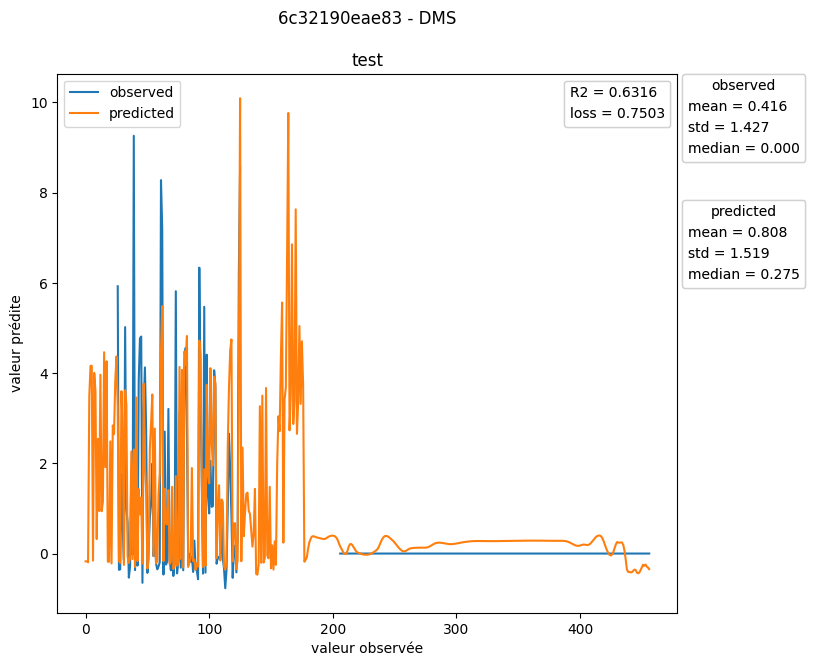 6c32190eae83 - DMS
test
observed
predicted
R2 = 0.6316
loss = 0.7503
observed
mean = 0.416
std = 1.427
median = 0.000
predicted
mean = 0.808
std = 1.519
median = 0.275
valeur prédite
10
8
6
4
2
0
0 100 200 300 400
valeur observée